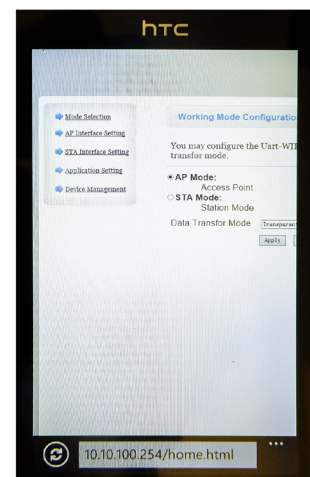 hTC
Mode Selection
AP Interface Setting
STA Interface Setting
Application Setting
Device Management
Working Mode Configuratio
You may configure the Uart-WIF
transfor mode.
AP Mode:
Access Point
STA Mode:
Station Mode
Data Transfor Mode
Transparenc
Apply
10.10.100.254/home.html
...